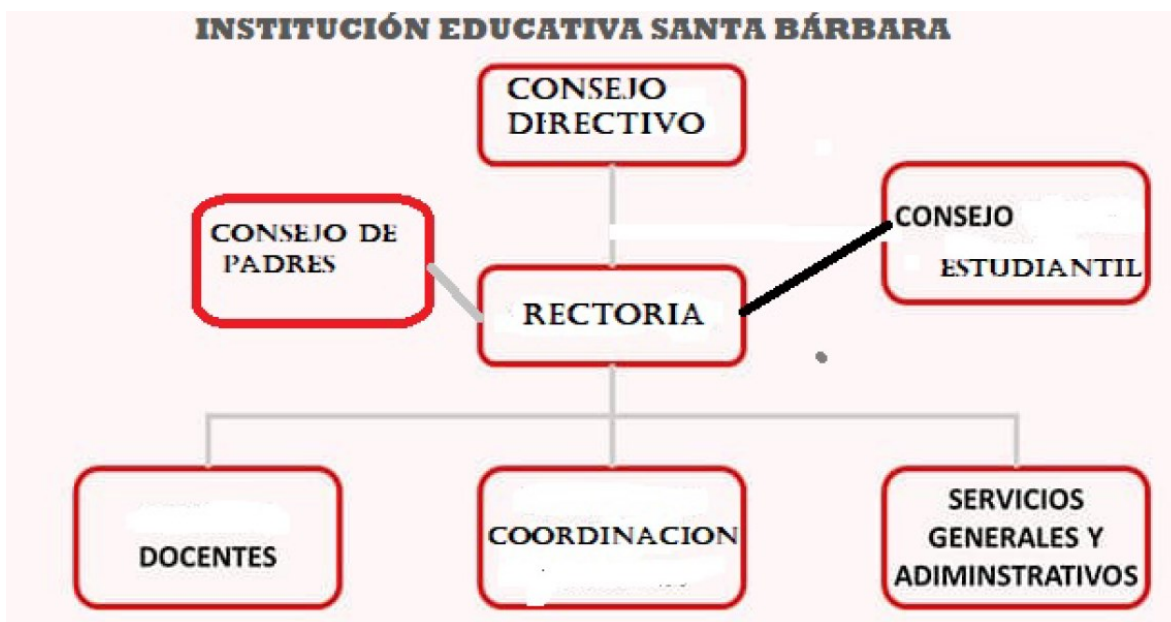 INSTITUCIÓN EDUCATIVA SANTA BÁRBARA
CONSEJO
DIRECTIVO
CONSEJO DE
PADRES
CONSEJO
ESTUDIANTIL
RECTORIA
DOCENTES
COORDINACION
SERVICIOS
GENERALES Y
ADIMINSTRATIVOS